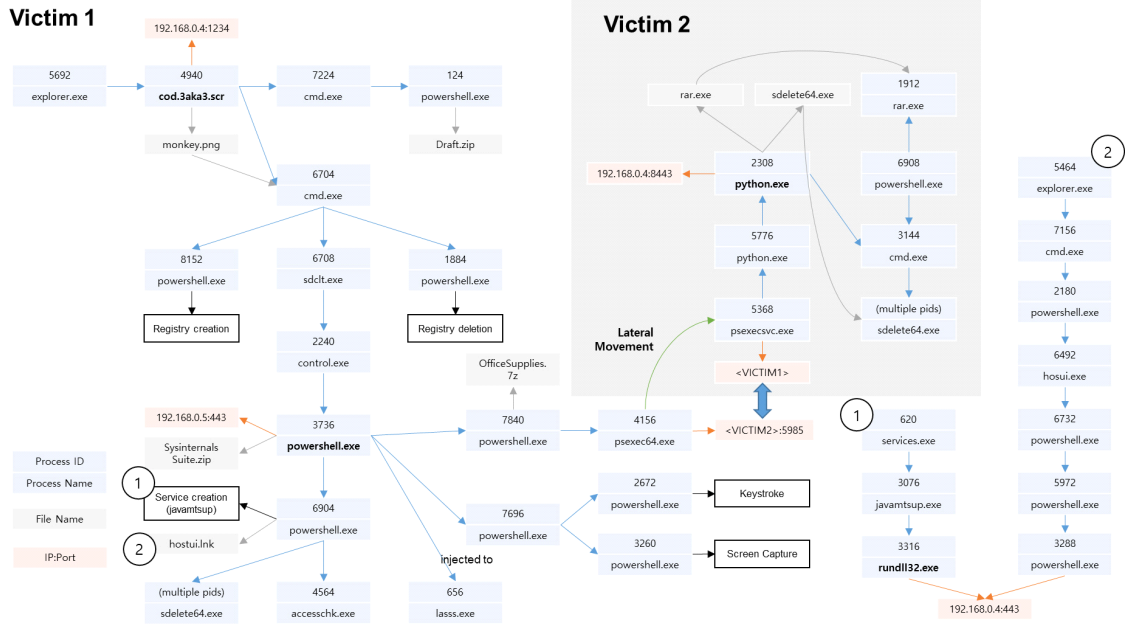 Victim 1
192.168.0.4:1234
5692
explorer.exe
4940
cod.3aka3.scr
7224
cmd.exe
124
powershell.exe
monkey.png
Draft.zip
6704
cmd.exe
8152
powershell.exe
6708
sdclt.exe
1884
powershell.exe
Registry creation
Registry deletion
2240
control.exe
192.168.0.5:443
3736
powershell.exe
Sysinternals
Suite.zip
OfficeSupplies.
7z
7840
powershell.exe
4156
psexec64.exe
<VICTIM2>:5985
Process ID
Process Name
File Name
IP:Port
1
Service creation
(javamtsup)
6904
powershell.exe
2
hostui.lnk
7696
powershell.exe
2672
powershell.exe
Keystroke
3260
powershell.exe
Screen Capture
injected to
(multiple pids)
sdelete64.exe
4564
accesschk.exe
656
lasss.exe
Victim 2
rar.exe
sdelete64.exe
1912
rar.exe
192.168.0.4:8443
2308
python.exe
6908
powershell.exe
5776
python.exe
3144
cmd.exe
5368
psexecsvc.exe
(multiple pids)
sdelete64.exe
Lateral
Movement
<VICTIM1>
1
620
services.exe
3076
javamtsup.exe
3316
rundll32.exe
2
5464
explorer.exe
7156
cmd.exe
2180
powershell.exe
6492
hosui.exe
6732
powershell.exe
5972
powershell.exe
3288
powershell.exe
192.168.0.4:443